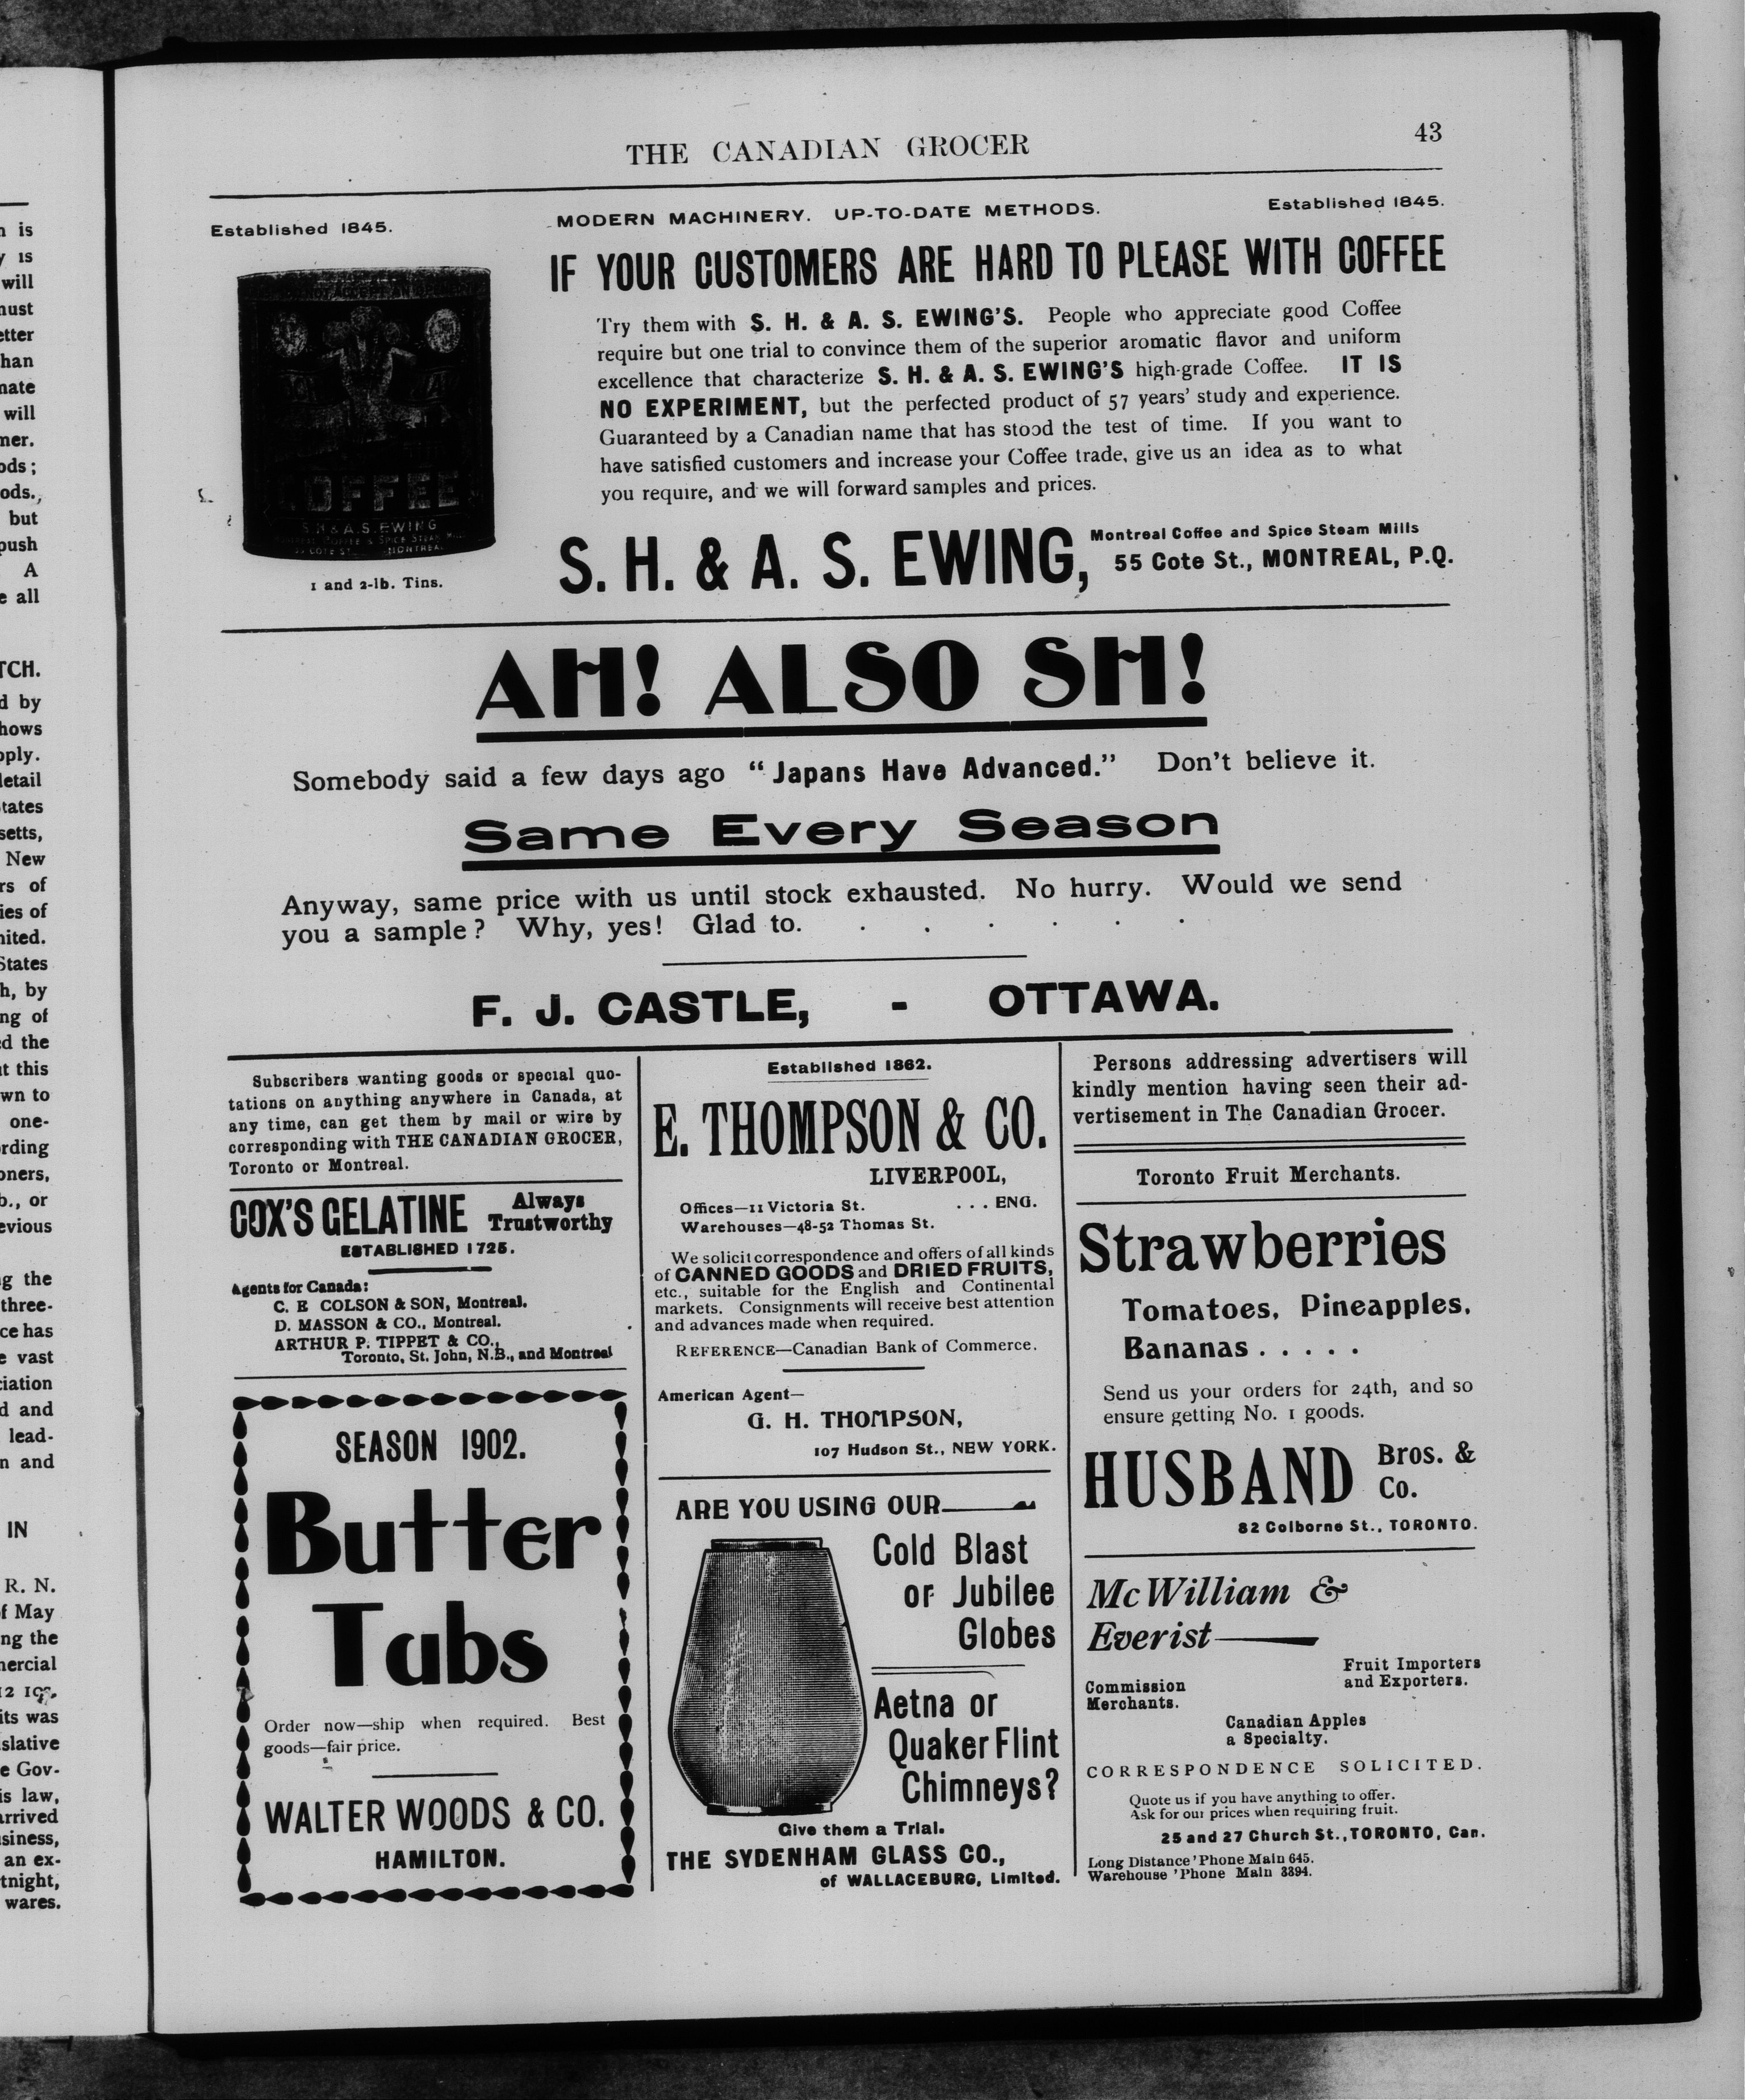 THE CANADIAN GROCER
43
Established 1845.
MODERN MACHINERY. UP-TO-DATE METHODS.
Established 1845.
IF YOUR CUSTOMERS ARE HARD TO PLEASE WITH COFFEE
Try them with S. H. & A. S. EWING'S. People who appreciate good Coffee
require but one trial to convince them of the superior aromatic flavor and uniform
excellence that characterize S. H. & A. S. EWING'S high-grade Coffee. IT IS
NO EXPERIMENT, but the perfected product of 57 years' study and experience.
Guaranteed by a Canadian name that has stood the test of time. If you want to
have satisfied customers and increase your Coffee trade, give us an idea as to what
you require, and we will forward samples and prices.
COFFEE
S. H. & A. S. EWING
MONTREAL
1 and 2-lb. Tins.
S. H. & A. S. EWING,
Montreal Coffee and Spice Steam Mills
55 Cote St., MONTREAL, P.Q.
AH! ALSO SH!
Somebody said a few days ago "Japans Have Advanced." Don't believe it.
Same Every Season
Anyway, same price with us until stock exhausted. No hurry. Would we send
you a sample? Why, yes! Glad to. . . . . . .
F. J. CASTLE, - OTTAWA.
Subscribers wanting goods or special quo-
tations on anything anywhere in Canada, at
any time, can get them by mail or wire by
corresponding with THE CANADIAN GROCER,
Toronto or Montreal.
COX'S GELATINE
Always
Trustworthy
ESTABLISHED 1725.
Agents for Canada:
C. E COLSON & SON, Montreal.
D. MASSON & CO., Montreal.
ARTHUR P. TIPPET & CO.,
Toronto, St. John, N.B., and Montreal
SEASON 1902.
Butter
Tubs
Order now—ship when required. Best
goods—fair price.
WALTER WOODS & CO.
HAMILTON.
Established 1862.
E. THOMPSON & CO.
LIVERPOOL,
Offices—11 Victoria St. . . . ENG.
Warehouses—48-52 Thomas St.
We solicit correspondence and offers of all kinds
of CANNED GOODS and DRIED FRUITS,
etc., suitable for the English and Continental
markets. Consignments will receive best attention
and advances made when required.
REFERENCE—Canadian Bank of Commerce.
American Agent—
G. H. THOMPSON,
107 Hudson St., NEW YORK.
ARE YOU USING OUR
Cold Blast
or Jubilee
Globes
Aetna or
Quaker Flint
Chimneys?
Give them a Trial.
THE SYDENHAM GLASS CO.,
of WALLACEBURG, Limited.
Persons addressing advertisers will
kindly mention having seen their ad-
vertisement in The Canadian Grocer.
Toronto Fruit Merchants.
Strawberries
Tomatoes, Pineapples,
Bananas . . . . .
Send us your orders for 24th, and so
ensure getting No. 1 goods.
HUSBAND Bros. &
Co.
82 Colborne St., TORONTO.
McWilliam &
Everist
Fruit Importers
and Exporters.
Commission
Merchants.
Canadian Apples
a Specialty.
CORRESPONDENCE SOLICITED.
Quote us if you have anything to offer.
Ask for our prices when requiring fruit.
25 and 27 Church St., TORONTO, Can.
Long Distance 'Phone Main 645.
Warehouse 'Phone Main 3394.